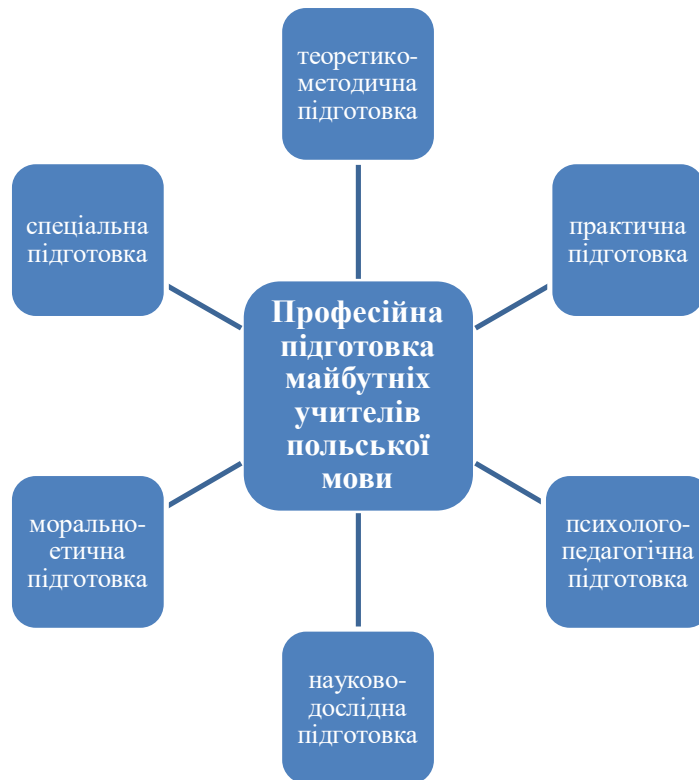 теоретико-
методична
підготовка
спеціальна
підготовка
практична
підготовка
Професійна
підготовка
майбутніх
учителів
польської
мови
морально-
етична
підготовка
психолого-
педагогічна
підготовка
науково-
дослідна
підготовка